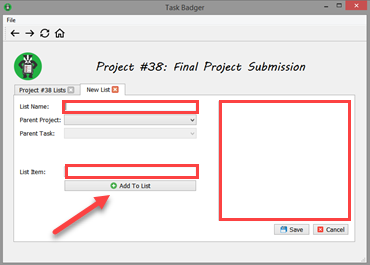 Task Badger
File
Project #38: Final Project Submission
Project #38 Lists
New List
List Name:
Parent Project:
Parent Task:
List Item:
Add To List
Save
Cancel